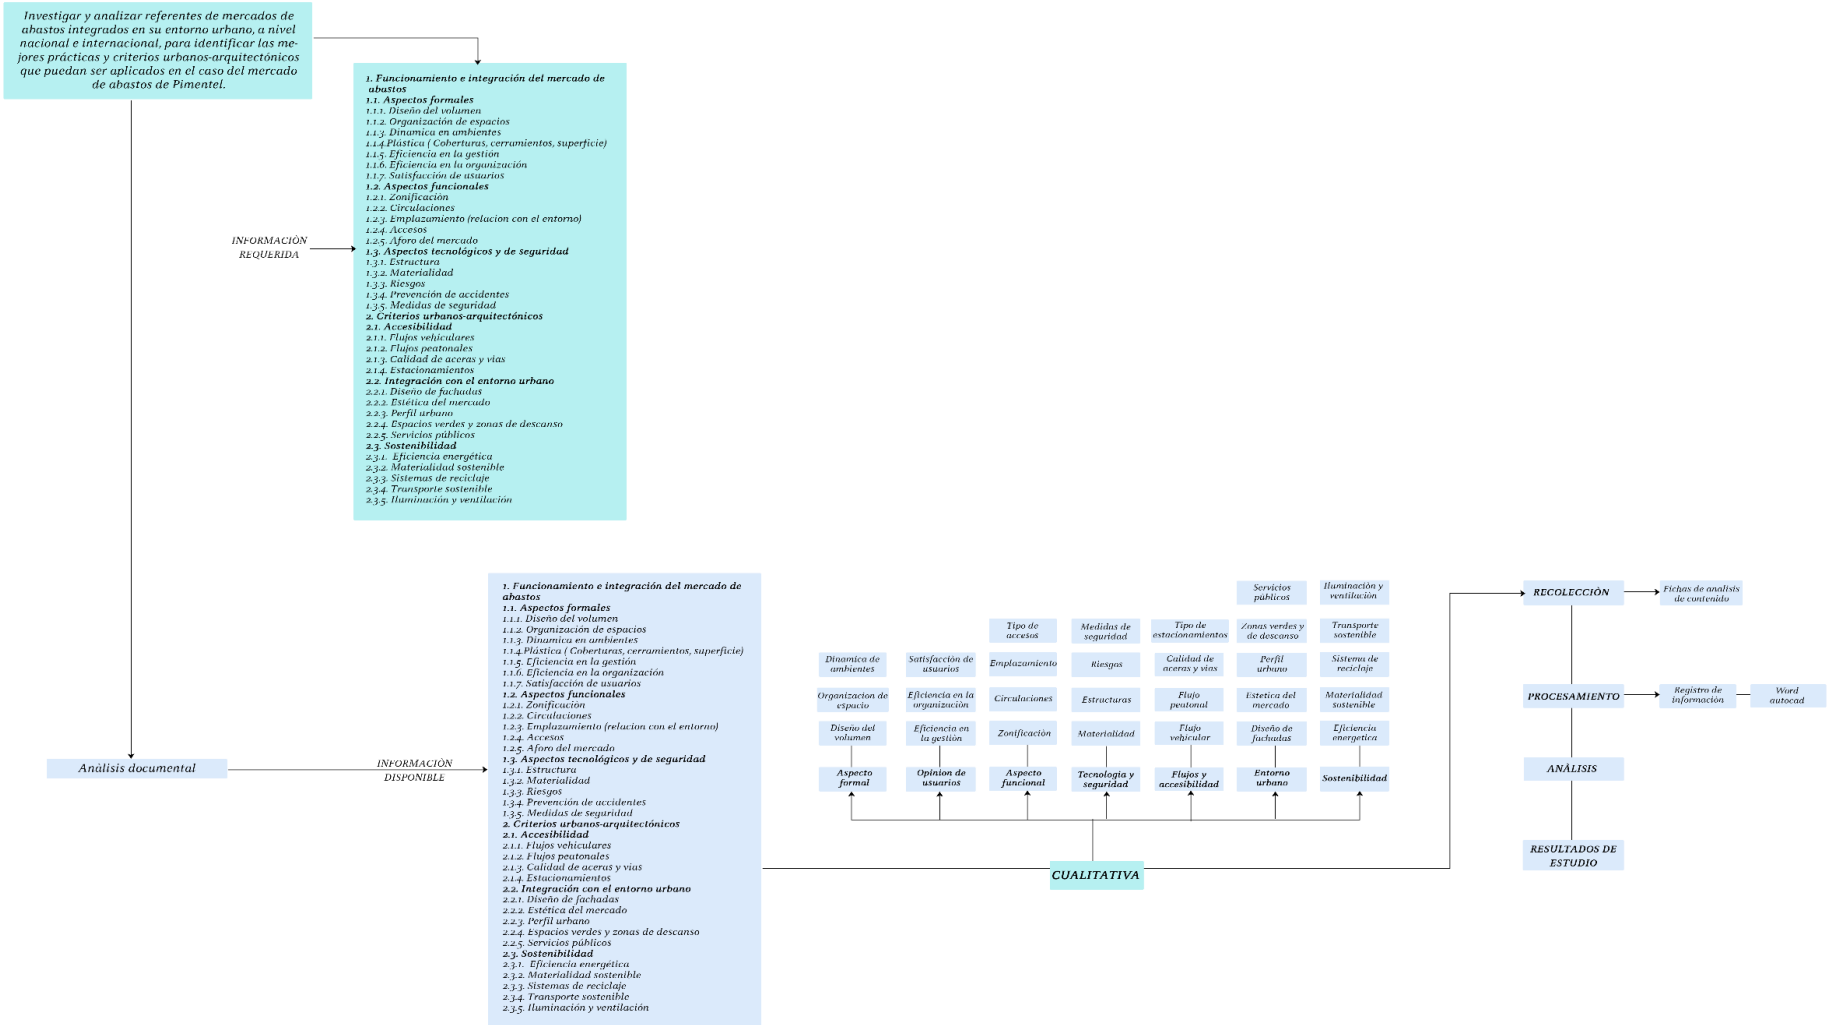 Investigar y analizar referentes de mercados de
abastos integrados en su entorno urbano, a nivel
nacional e internacional, para identificar las me-
jores prácticas y criterios urbanos-arquitectónicos
que puedan ser aplicados en el caso del mercado
de abastos de Pimentel.
1. Funcionamiento e integración del mercado de
abastos
1.1. Aspectos formales
1.1.1. Diseño del volumen
1.1.2. Organización de espacios
1.1.3. Dinamica en ambientes
1.1.4.Plástica ( Coberturas, cerramientos, superficie)
1.1.5. Eficiencia en la gestión
1.1.6. Eficiencia en la organización
1.1.7. Satisfacción de usuarios
1.2. Aspectos funcionales
1.2.1. Zonificación
1.2.2. Circulaciones
1.2.3. Emplazamiento (relacion con el entorno)
1.2.4. Accesos
1.2.5. Aforo del mercado
1.3. Aspectos tecnológicos y de seguridad
1.3.1. Estructura
1.3.2. Materialidad
1.3.3. Riesgos
1.3.4. Prevención de accidentes
1.3.5. Medidas de seguridad
2. Criterios urbanos-arquitectónicos
2.1. Accesibilidad
2.1.1. Flujos vehiculares
2.1.2. Flujos peatonales
2.1.3. Calidad de aceras y vias
2.1.4. Estacionamientos
2.2. Integración con el entorno urbano
2.2.1. Diseño de fachadas
2.2.2. Estética del mercado
2.2.3. Perfil urbano
2.2.4. Espacios verdes y zonas de descanso
2.2.5. Servicios públicos
2.3. Sostenibilidad
2.3.1. Eficiencia energética
2.3.2. Materialidad sostenible
2.3.3. Sistemas de reciclaje
2.3.4. Transporte sostenible
2.3.5. Iluminación y ventilación
INFORMACIÒN
REQUERIDA
Anàlisis documental
INFORMACIÒN
DISPONIBLE
1. Funcionamiento e integración del mercado de
abastos
1.1. Aspectos formales
1.1.1. Diseño del volumen
1.1.2. Organización de espacios
1.1.3. Dinamica en ambientes
1.1.4.Plástica ( Coberturas, cerramientos, superficie)
1.1.5. Eficiencia en la gestión
1.1.6. Eficiencia en la organización
1.1.7. Satisfacción de usuarios
1.2. Aspectos funcionales
1.2.1. Zonificación
1.2.2. Circulaciones
1.2.3. Emplazamiento (relacion con el entorno)
1.2.4. Accesos
1.2.5. Aforo del mercado
1.3. Aspectos tecnológicos y de seguridad
1.3.1. Estructura
1.3.2. Materialidad
1.3.3. Riesgos
1.3.4. Prevención de accidentes
1.3.5. Medidas de seguridad
2. Criterios urbanos-arquitectónicos
2.1. Accesibilidad
2.1.1. Flujos vehiculares
2.1.2. Flujos peatonales
2.1.3. Calidad de aceras y vias
2.1.4. Estacionamientos
2.2. Integración con el entorno urbano
2.2.1. Diseño de fachadas
2.2.2. Estética del mercado
2.2.3. Perfil urbano
2.2.4. Espacios verdes y zonas de descanso
2.2.5. Servicios públicos
2.3. Sostenibilidad
2.3.1. Eficiencia energética
2.3.2. Materialidad sostenible
2.3.3. Sistemas de reciclaje
2.3.4. Transporte sostenible
2.3.5. Iluminación y ventilación
Dinamica de
ambientes
Organizacion de
espacio
Diseño del
volumen
Aspecto
formal
Satisfacciòn de
usuarios
Eficiencia en la
organizaciòn
Eficiencia en
la gestiòn
Opinion de
usuarios
Tipo de
accesos
Emplazamiento
Circulaciones
Zonificaciòn
Aspecto
funcional
Medidas de
seguridad
Riesgos
Estructuras
Materialidad
Tecnologia y
seguridad
Tipo de
estacionamientos
Calidad de
aceras y vias
Flujo
peatonal
Flujo
vehicular
Flujos y
accesibilidad
Servicios
pùblicos
Zonas verdes y
de descanso
Perfil
urbano
Estetica del
mercado
Diseño de
fachadas
Entorno
urbano
Iluminaciòn y
ventilaciòn
Transporte
sostenible
Sistema de
reciclaje
Materialidad
sostenible
Eficiencia
energetica
Sostenibilidad
CUALITATIVA
RECOLECCIÒN
Fichas de analisis
de contenido
PROCESAMIENTO
Registro de
informaciòn
Word
autocad
ANÀLISIS
RESULTADOS DE
ESTUDIO